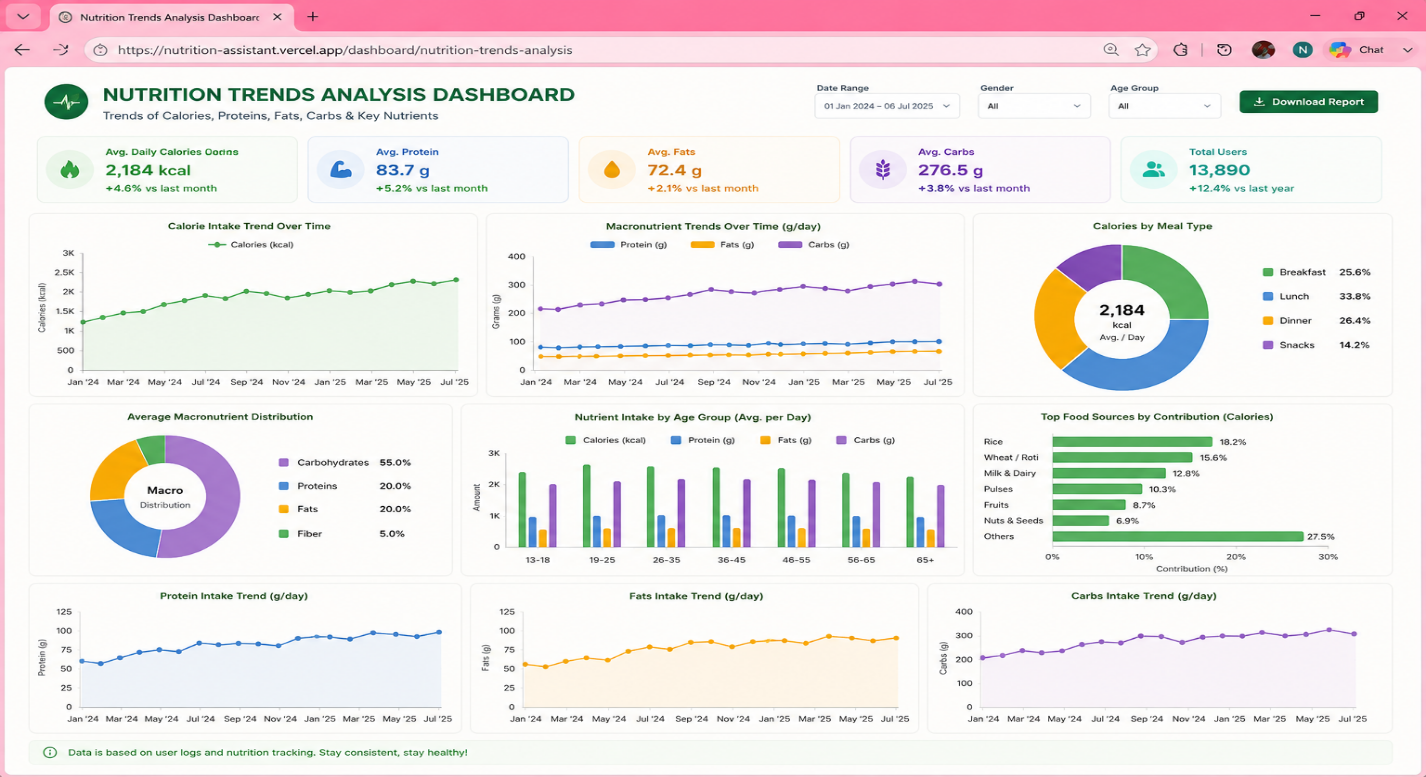 Nutrition Trends Analysis Dashboard
https://nutrition-assistant.vercel.app/dashboard/nutrition-trends-analysis
N
Chat
NUTRITION TRENDS ANALYSIS DASHBOARD
Trends of Calories, Proteins, Fats, Carbs & Key Nutrients
Date Range
01 Jan 2024 – 06 Jul 2025
Gender
All
Age Group
All
Download Report
Avg. Daily Calories
2,184 kcal
+4.6% vs last month
Avg. Protein
83.7 g
+5.2% vs last month
Avg. Fats
72.4 g
+2.1% vs last month
Avg. Carbs
276.5 g
+3.8% vs last month
Total Users
13,890
+12.4% vs last year
Calorie Intake Trend Over Time
Calories (kcal)
Calories (kcal)
3K
2.5K
2K
1.5K
1K
500
0
Jan '24 Mar '24 May '24 Jul '24 Sep '24 Nov '24 Jan '25 Mar '25 May '25 Jul '25
Macronutrient Trends Over Time (g/day)
Protein (g) Fats (g) Carbs (g)
Grams (g)
400
300
200
100
0
Jan '24 Mar '24 May '24 Jul '24 Sep '24 Nov '24 Jan '25 Mar '25 May '25 Jul '25
Calories by Meal Type
2,184
kcal
Avg. / Day
Breakfast 25.6%
Lunch 33.8%
Dinner 26.4%
Snacks 14.2%
Average Macronutrient Distribution
Macro
Distribution
Carbohydrates 55.0%
Proteins 20.0%
Fats 20.0%
Fiber 5.0%
Nutrient Intake by Age Group (Avg. per Day)
Calories (kcal) Protein (g) Fats (g) Carbs (g)
Amount
3K
2K
1K
0
13-18 19-25 26-35 36-45 46-55 56-65 65+
Top Food Sources by Contribution (Calories)
Rice 18.2%
Wheat / Roti 15.6%
Milk & Dairy 12.8%
Pulses 10.3%
Fruits 8.7%
Nuts & Seeds 6.9%
Others 27.5%
0% 10% 20% 30%
Contribution (%)
Protein Intake Trend (g/day)
Protein (g)
125
100
75
50
25
0
Jan '24 Mar '24 May '24 Jul '24 Sep '24 Nov '24 Jan '25 Mar '25 May '25 Jul '25
Fats Intake Trend (g/day)
Fats (g)
125
100
75
50
25
0
Jan '24 Mar '24 May '24 Jul '24 Sep '24 Nov '24 Jan '25 Mar '25 May '25 Jul '25
Carbs Intake Trend (g/day)
Carbs (g)
400
300
200
100
0
Jan '24 Mar '24 May '24 Jul '24 Sep '24 Nov '24 Jan '25 Mar '25 May '25 Jul '25
Data is based on user logs and nutrition tracking. Stay consistent, stay healthy!